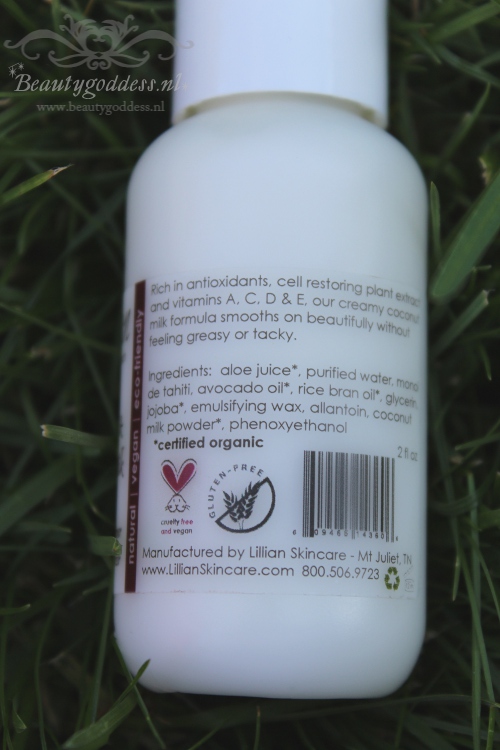 Beautygoddess.nl
www.beautygoddess.nl
Rich in antioxidants, cell restoring plant extract
and vitamins A, C, D & E, our creamy coconut
milk formula smooths on beautifully without
feeling greasy or tacky.
Ingredients: aloe juice*, purified water, monoi
de tahiti, avocado oil*, rice bran oil*, glycerin
jojoba*, emulsifying wax, allantoin, coconut
milk powder*, phenoxyethanol
*certified organic
2 fl oz
natural | vegan | eco-friendly
cruelty free
and vegan
GLUTEN-FREE
Manufactured by Lillian Skincare - Mt Juliet, TN
www.LillianSkincare.com 800.506.9723